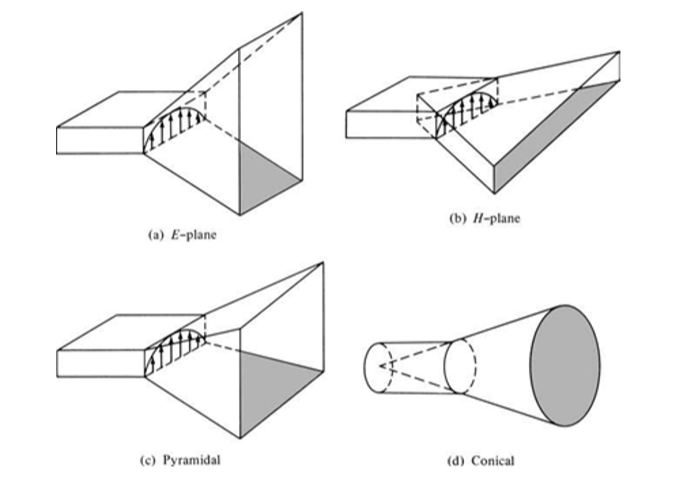 (a) E-plane
(b) H-plane
(c) Pyramidal
(d) Conical